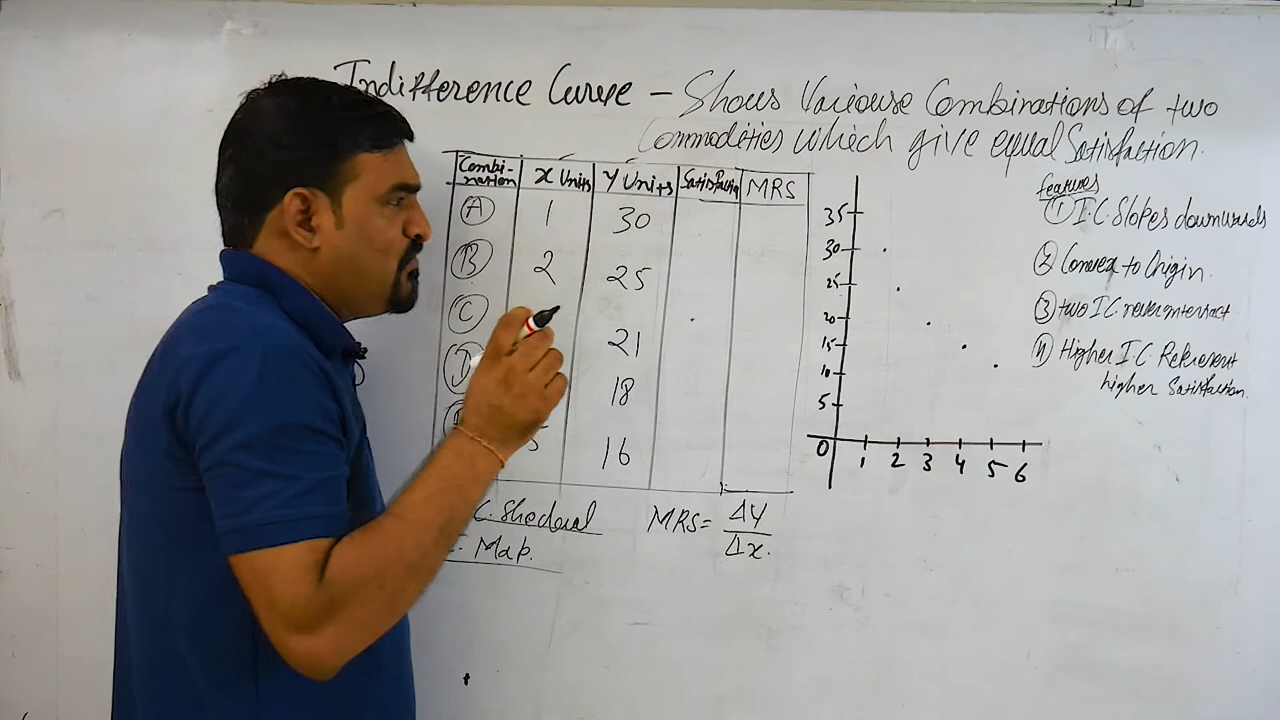 Indifference Curve - Shows Variouse Combinations of two
Commodities which give equal Satisfaction.
Combi-nation X Units Y Units Satisfaction MRS
A 1 30
B 2 25
C 21
D 18
5 16
C. Shedeual
Map.
MRS = ΔY/Δx.
35
30
25
20
15
10
5
0 1 2 3 4 5 6
features
① I.C Slopes downwards
② Convex to Origin.
③ two I.C never intersect.
④ Higher I.C Represent
higher Satisfaction.